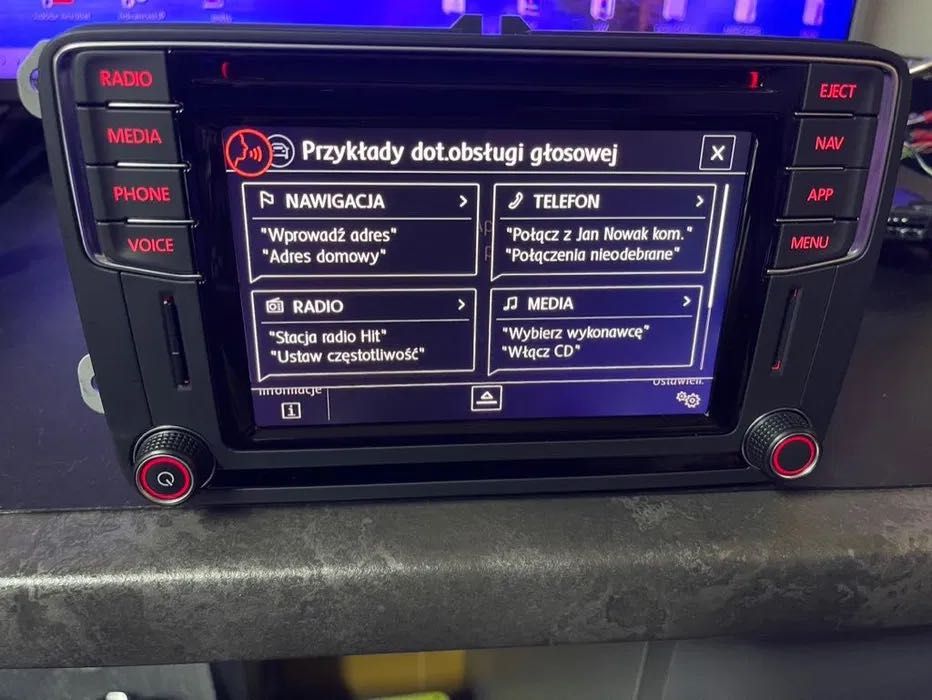 RADIO
MEDIA
PHONE
VOICE
EJECT
NAV
APP
MENU
Przykłady dot.obsługi głosowej
X
NAWIGACJA >
"Wprowadź adres"
"Adres domowy"
TELEFON >
"Połącz z Jan Nowak kom."
"Połączenia nieodebrane"
RADIO >
"Stacja radio Hit"
"Ustaw częstotliwość"
MEDIA >
"Wybierz wykonawcę"
"Włącz CD"
Informacje
i
Ustawień.